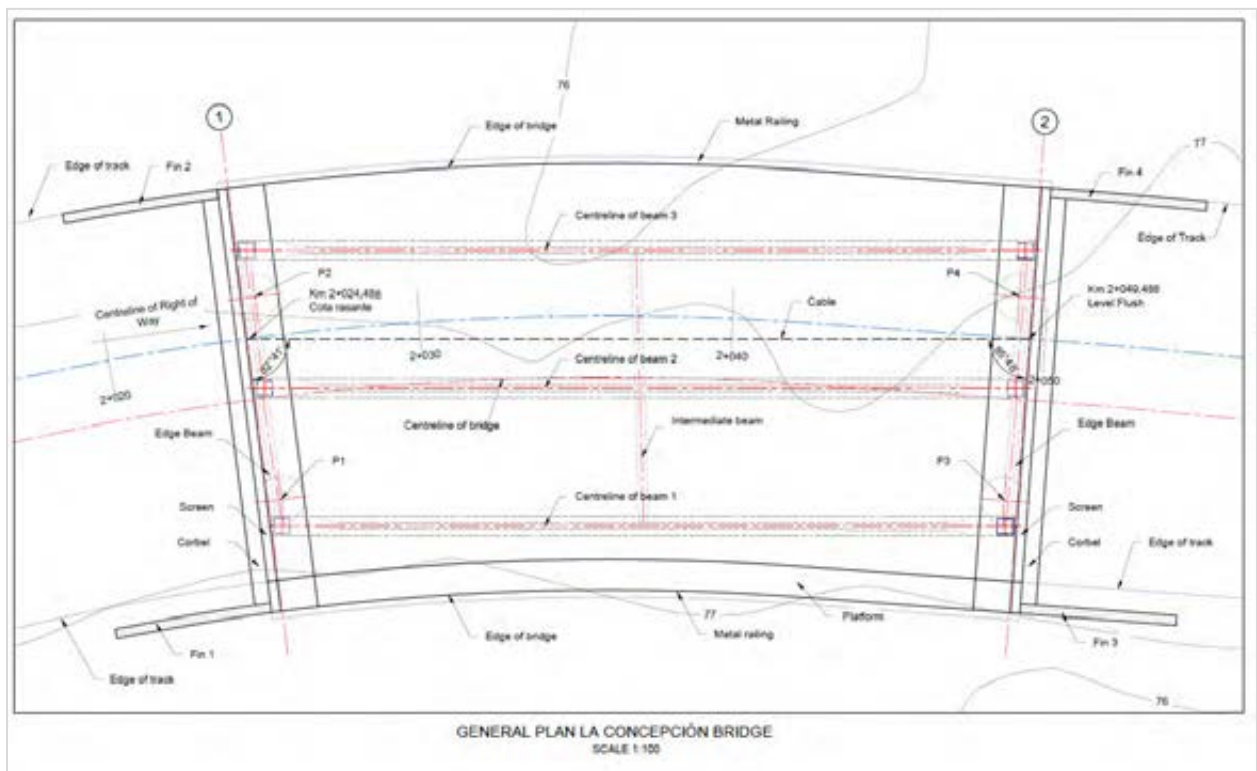 76
1
2
Edge of bridge
Metal Railing
77
Edge of track
Fin 2
Fin 4
Centreline of beam 3
Edge of Track
P2
P4
Km 2+024,488
Cota rasante
Km 2+049,488
Level Flush
Centreline of Right of
Way
Cable
2+030
2+040
82°41'
Centreline of beam 2
2+050
2+020
Centreline of bridge
Intermediate beam
Edge Beam
Edge Beam
P1
P3
Centreline of beam 1
Screen
Screen
Corbel
Corbel
Edge of track
77
Platform
Edge of bridge
Metal railing
Fin 1
Fin 3
Edge of track
76
GENERAL PLAN LA CONCEPCIÓN BRIDGE
SCALE 1:100